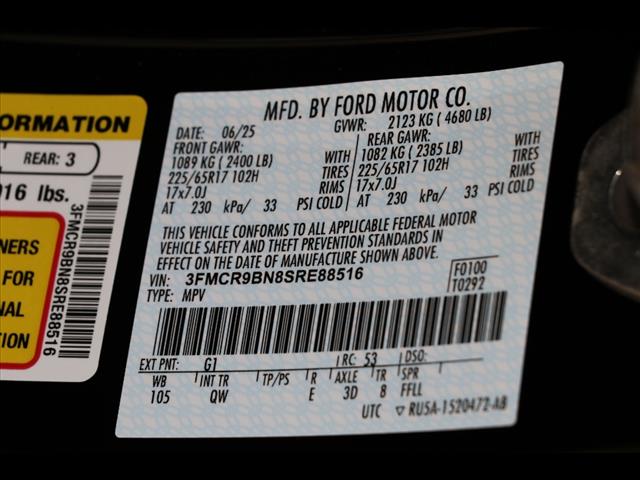 ORMATION
REAR: 3
016 lbs.
3FMCR9BN8SRE88516
NERS
FOR
NAL
TION
MFD. BY FORD MOTOR CO.
DATE: 06/25 GVWR: 2123 KG ( 4680 LB)
FRONT GAWR: REAR GAWR:
1089 KG ( 2400 LB) WITH 1082 KG ( 2385 LB) WITH
225/65R17 102H TIRES 225/65R17 102H TIRES
17x7.0J RIMS 17x7.0J RIMS
AT 230 kPa/ 33 PSI COLD AT 230 kPa/ 33 PSI COLD
THIS VEHICLE CONFORMS TO ALL APPLICABLE FEDERAL MOTOR
VEHICLE SAFETY AND THEFT PREVENTION STANDARDS IN
EFFECT ON THE DATE OF MANUFACTURE SHOWN ABOVE.
VIN: 3FMCR9BN8SRE88516 F0100
TYPE: MPV T0292
EXT PNT: G1 RC: 53 DSO:
WB INT TR TP/PS R AXLE TR SPR
105 QW E 3D 8 FFLL
UTC ▽ RU5A-1520472-AB